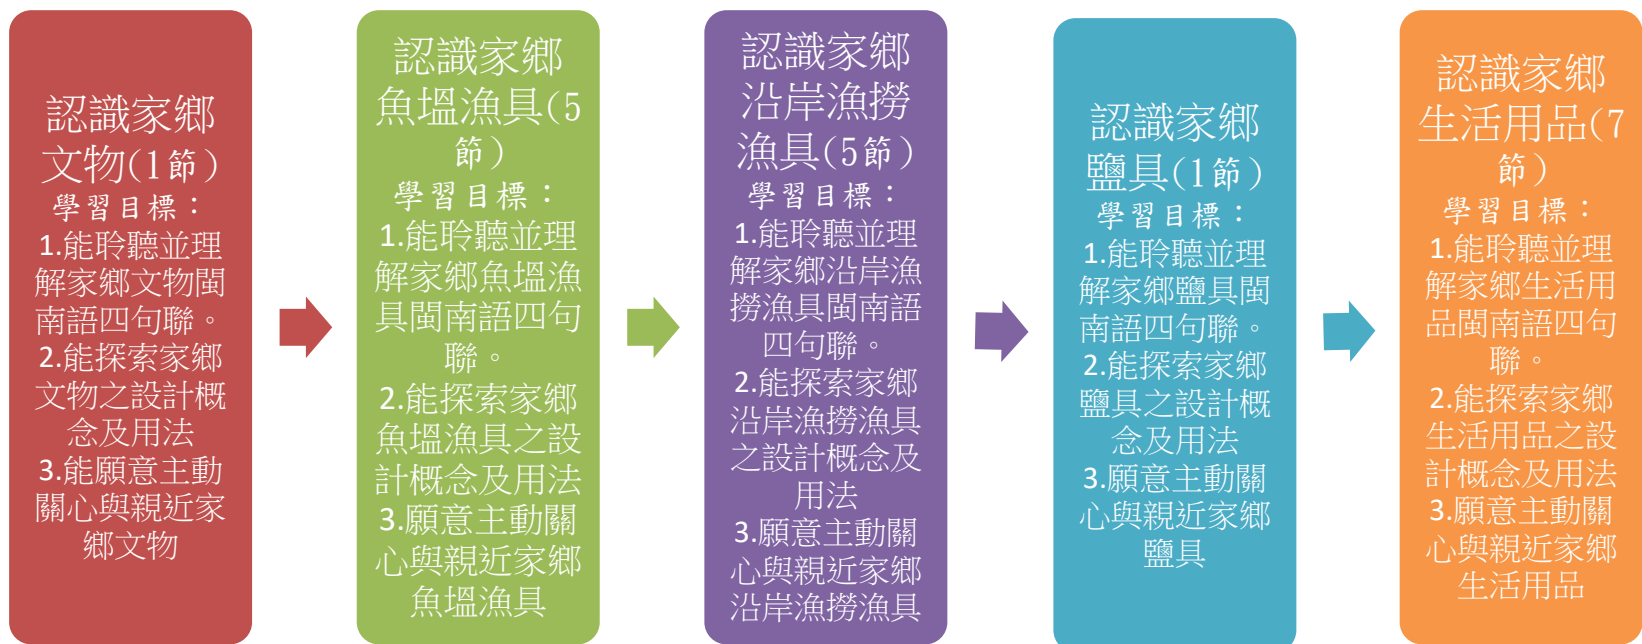 認識家鄉
文物(1節)
學習目標：
1.能聆聽並理
解家鄉文物閩
南語四句聯。
2.能探索家鄉
文物之設計概
念及用法
3.能願意主動
關心與親近家
鄉文物
認識家鄉
魚塭漁具(5
節)
學習目標：
1.能聆聽並理
解家鄉魚塭漁
具閩南語四句
聯。
2.能探索家鄉
魚塭漁具之設
計概念及用法
3.願意主動關
心與親近家鄉
魚塭漁具
認識家鄉
沿岸漁撈
漁具(5節)
學習目標：
1.能聆聽並理
解家鄉沿岸漁
撈漁具閩南語
四句聯。
2.能探索家鄉
沿岸漁撈漁具
之設計概念及
用法
3.願意主動關
心與親近家鄉
沿岸漁撈漁具
認識家鄉
鹽具(1節)
學習目標：
1.能聆聽並理
解家鄉鹽具閩
南語四句聯。
2.能探索家鄉
鹽具之設計概
念及用法
3.願意主動關
心與親近家鄉
鹽具
認識家鄉
生活用品(7
節)
學習目標：
1.能聆聽並理
解家鄉生活用
品閩南語四句
聯。
2.能探索家鄉
生活用品之設
計概念及用法
3.願意主動關
心與親近家鄉
生活用品